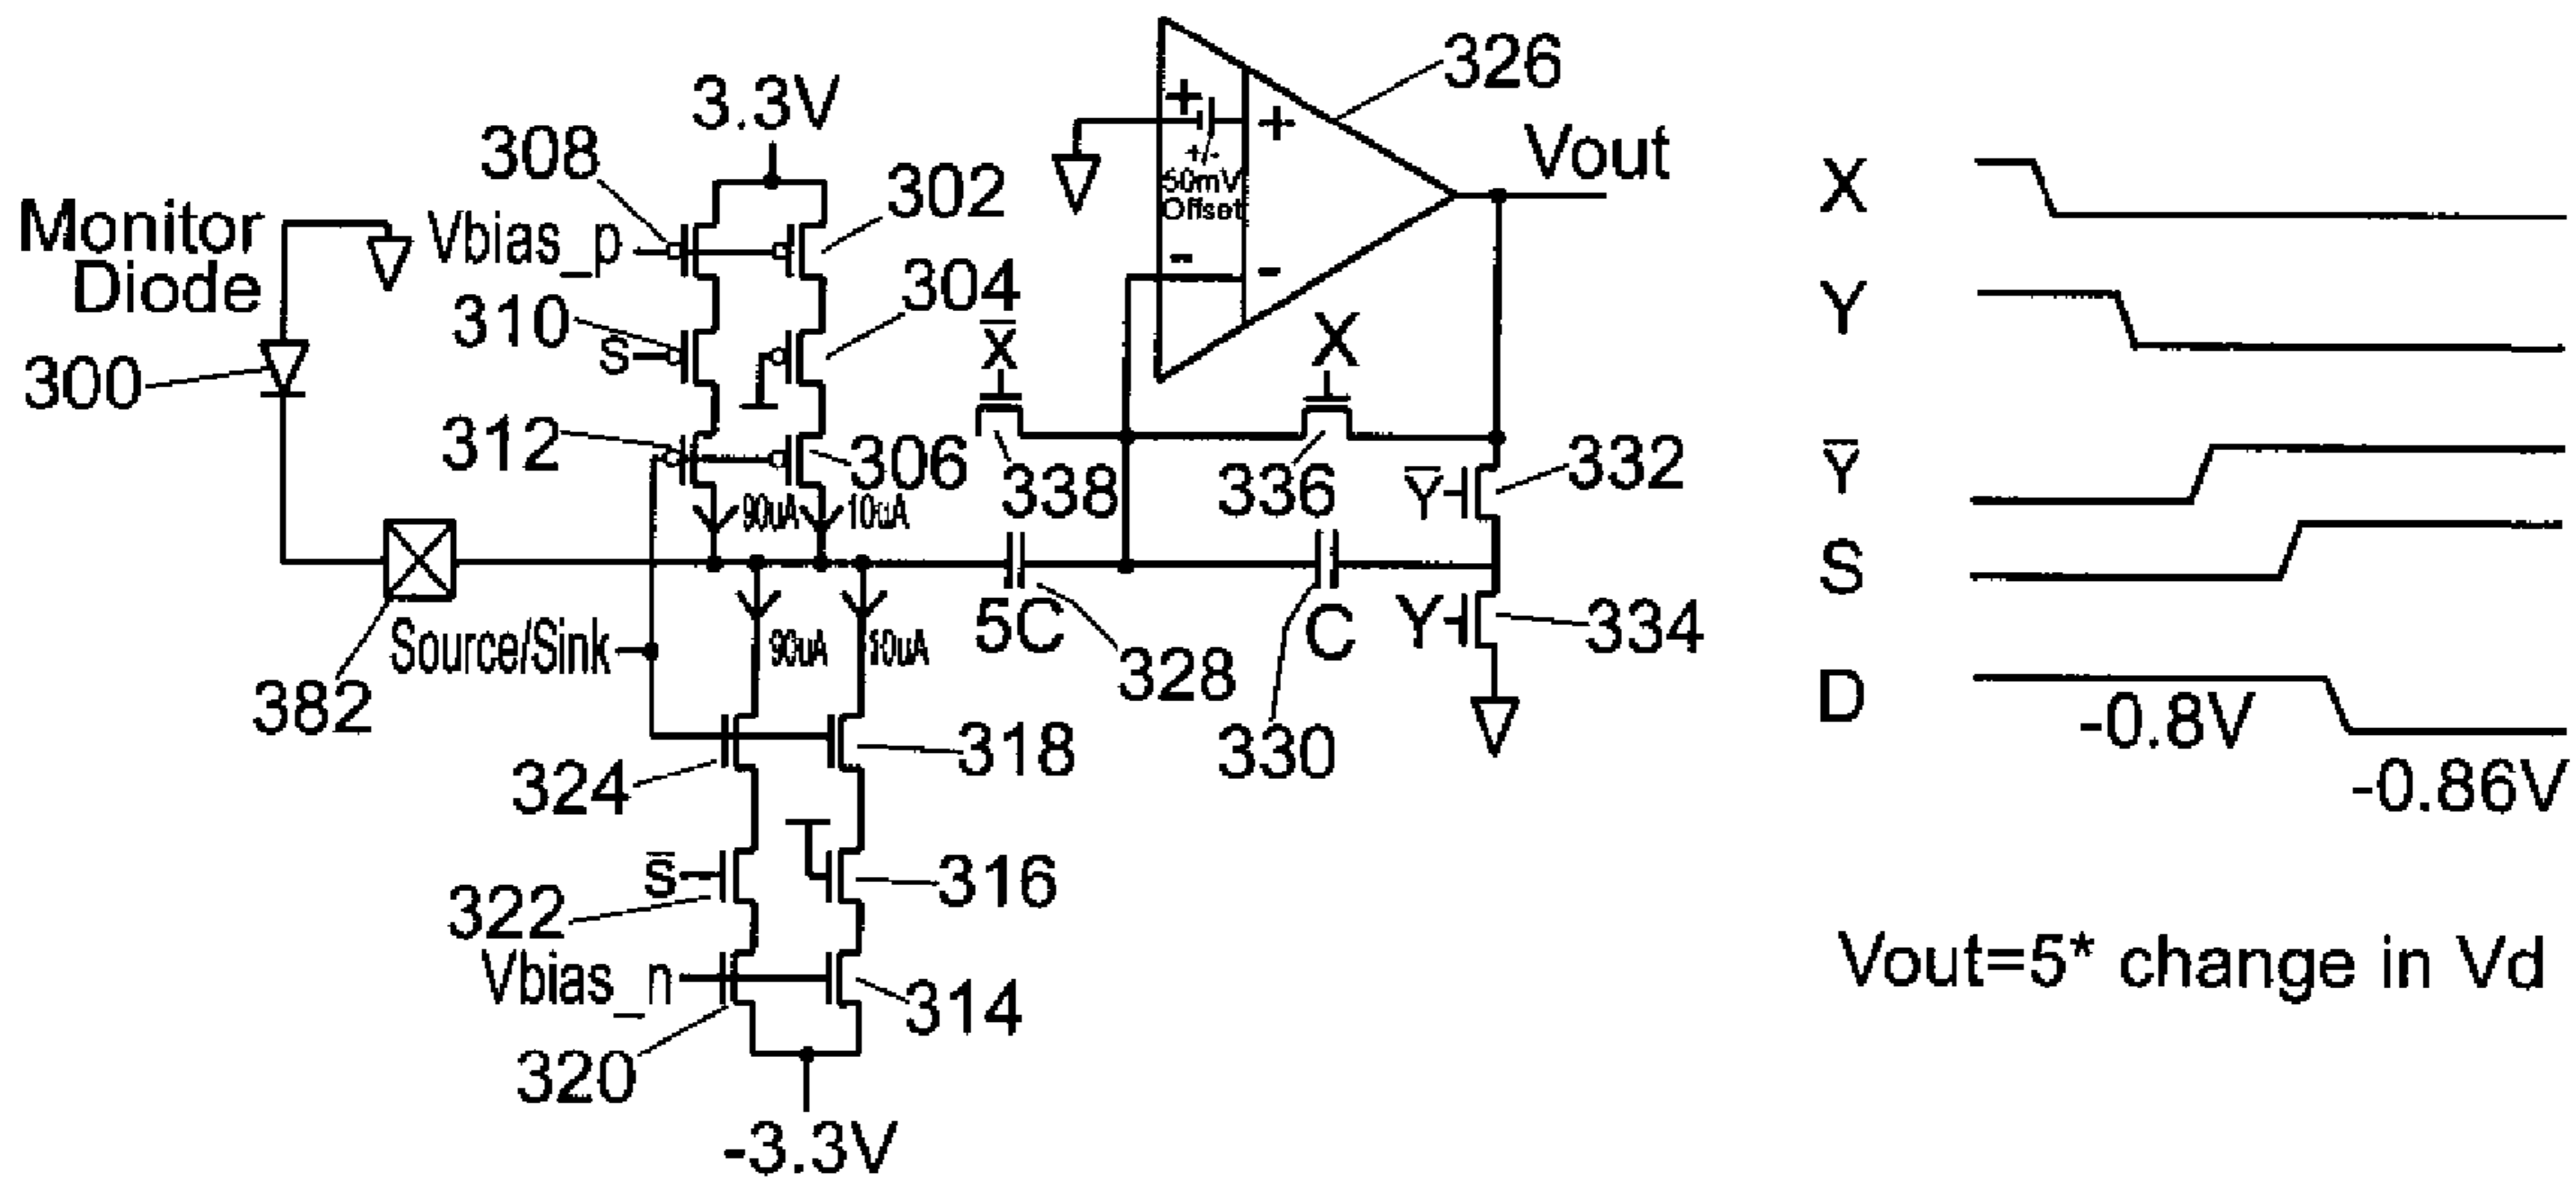 326
3.3V
308
302
Vout
Monitor
Diode
Vbias_p
+
+
+/-
50mV
Offset
-
-
X
304
310
S
X̅
X
Y
300
312
306
338
336
332
Y̅
Y̅
90uA
10uA
S
5C
C
Y
334
Source/Sink
90uA
10uA
328
382
330
D
-0.8V
318
324
-0.86V
S̅
316
322
Vbias_n
314
Vout=5* change in Vd
320
-3.3V